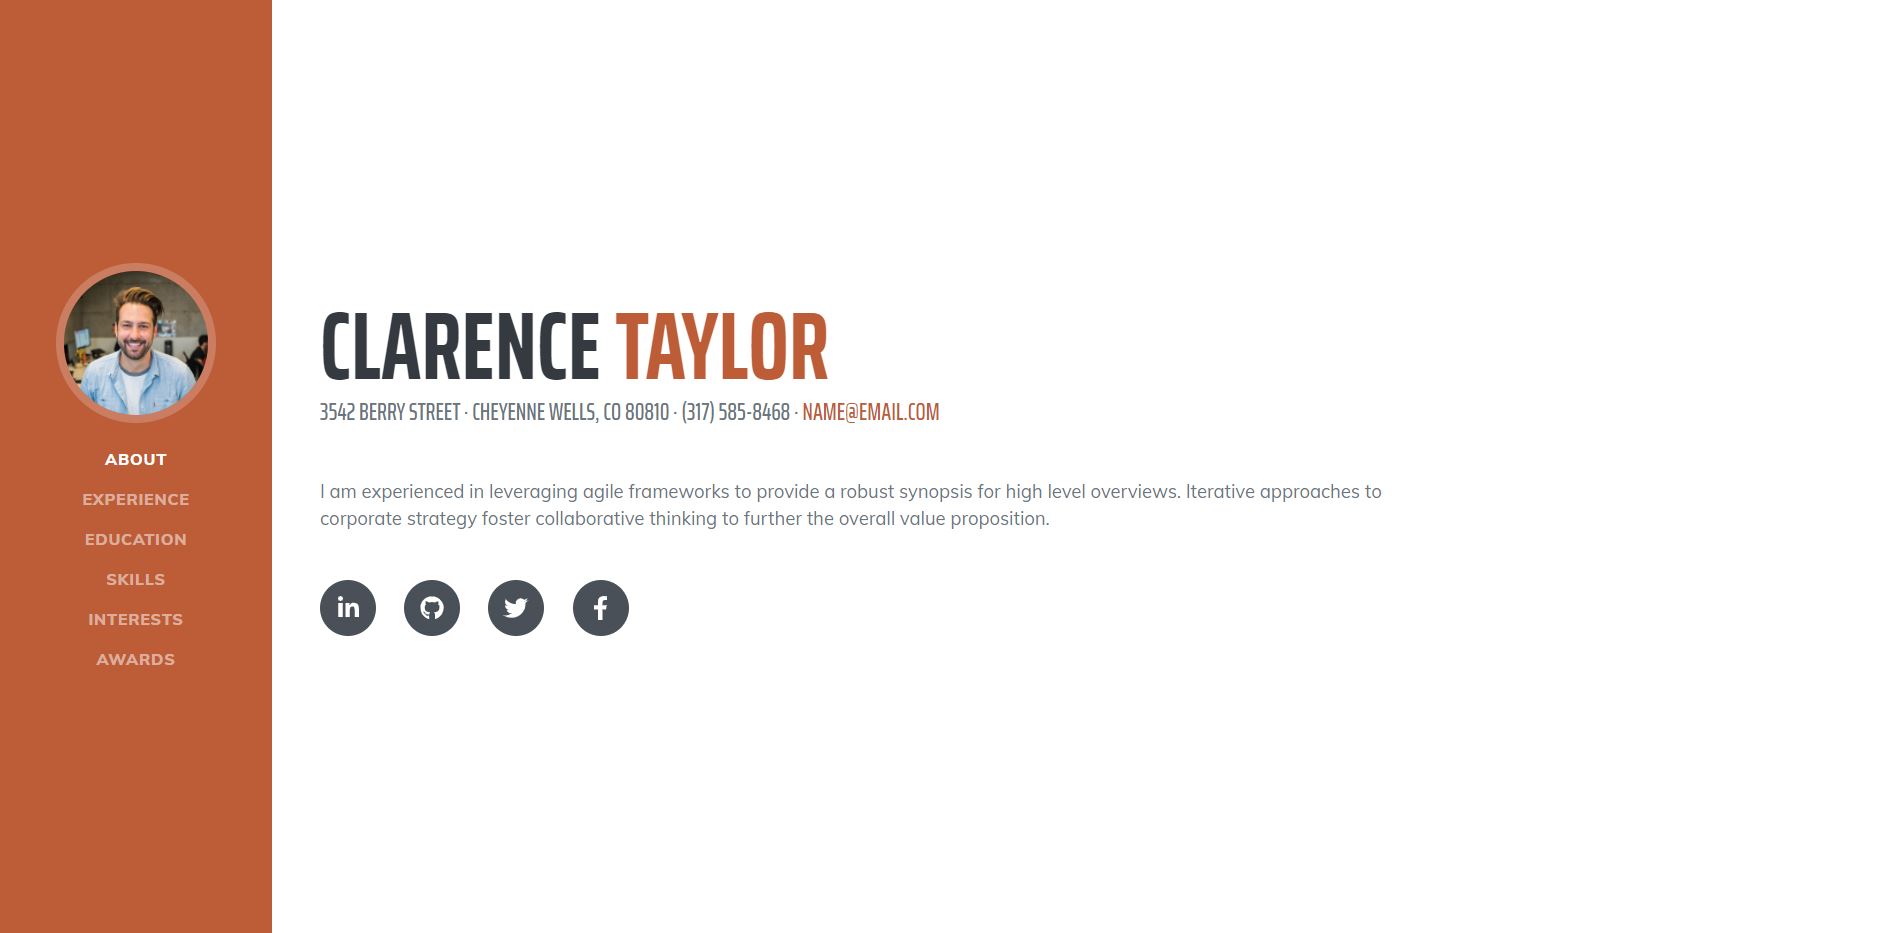 ABOUT
EXPERIENCE
EDUCATION
SKILLS
INTERESTS
AWARDS
CLARENCE TAYLOR
3542 BERRY STREET · CHEYENNE WELLS, CO 80810 · (317) 585-8468 · NAME@EMAIL.COM
I am experienced in leveraging agile frameworks to provide a robust synopsis for high level overviews. Iterative approaches to
corporate strategy foster collaborative thinking to further the overall value proposition.
in